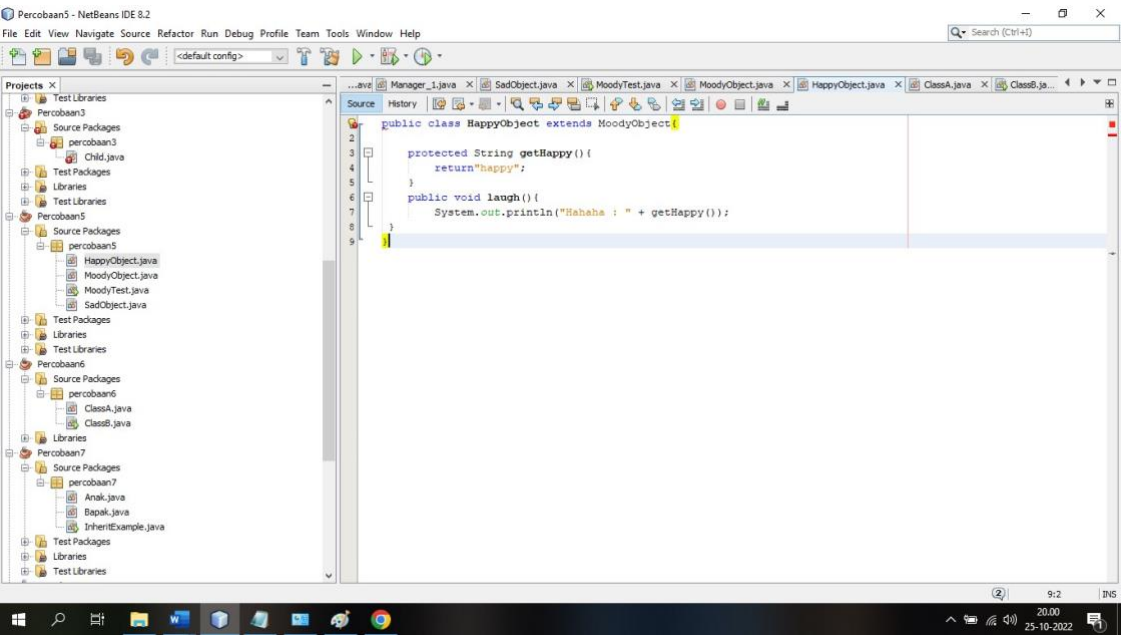 Percobaan5 - NetBeans IDE 8.2
File Edit View Navigate Source Refactor Run Debug Profile Team Tools Window Help
Search (Ctrl+I)
<default config>
Projects
...ava Manager_1.java SadObject.java MoodyTest.java MoodyObject.java HappyObject.java ClassA.java ClassB.ja...
Source History
Test Libraries
Percobaan3
Source Packages
percobaan3
Child.java
Test Packages
Libraries
Test Libraries
Percobaan5
Source Packages
percobaan5
HappyObject.java
MoodyObject.java
MoodyTest.java
SadObject.java
Test Packages
Libraries
Test Libraries
Percobaan6
Source Packages
percobaan6
ClassA.java
ClassB.java
Libraries
Percobaan7
Source Packages
percobaan7
Anak.java
Bapak.java
InheritExample.java
Test Packages
Libraries
Test Libraries
public class HappyObject extends MoodyObject{
2
3 protected String getHappy(){
4 return"happy";
5 }
6 public void laugh(){
7 System.out.println("Hahaha : " + getHappy());
8 }
9 }
2 9:2 INS
20.00
25-10-2022
1